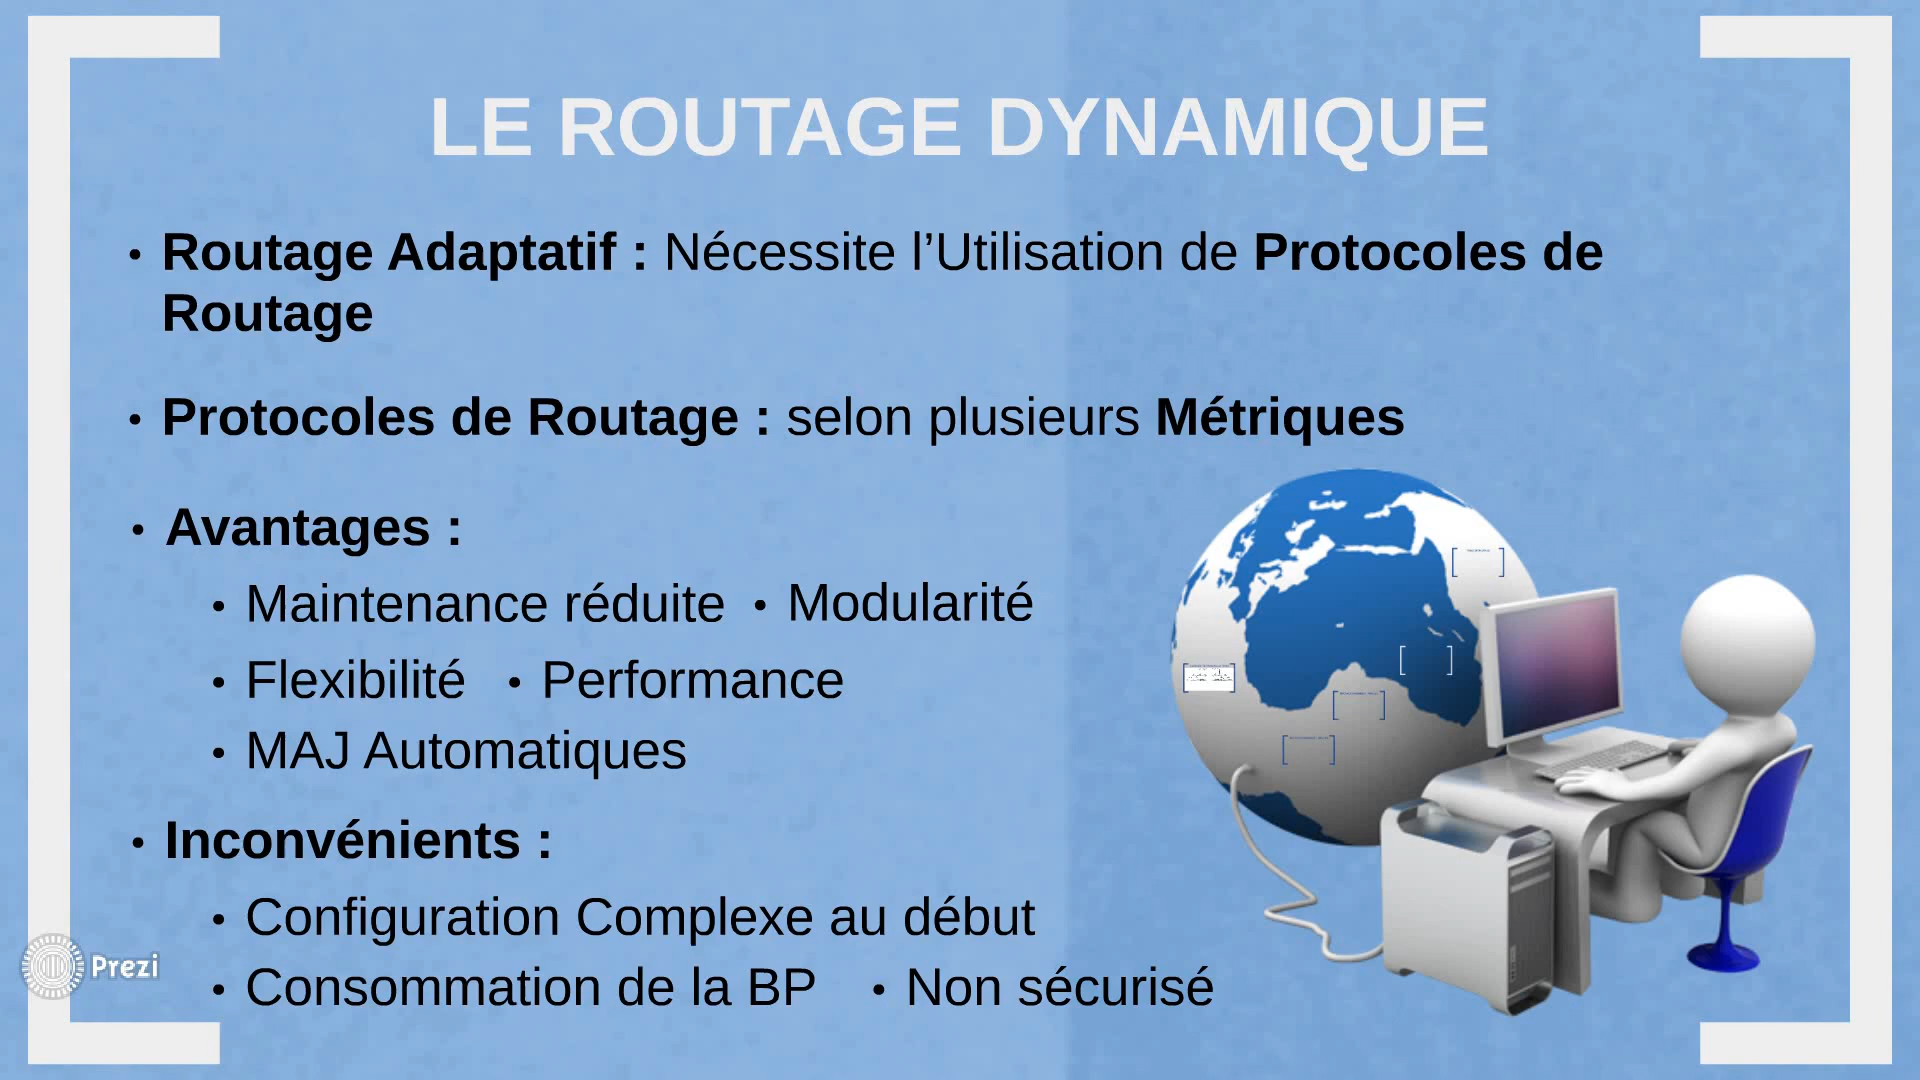 LE ROUTAGE DYNAMIQUE
• Routage Adaptatif : Nécessite l’Utilisation de Protocoles de
Routage
• Protocoles de Routage : selon plusieurs Métriques
• Avantages :
• Maintenance réduite • Modularité
• Flexibilité • Performance
• MAJ Automatiques
• Inconvénients :
• Configuration Complexe au début
• Consommation de la BP • Non sécurisé
Prezi